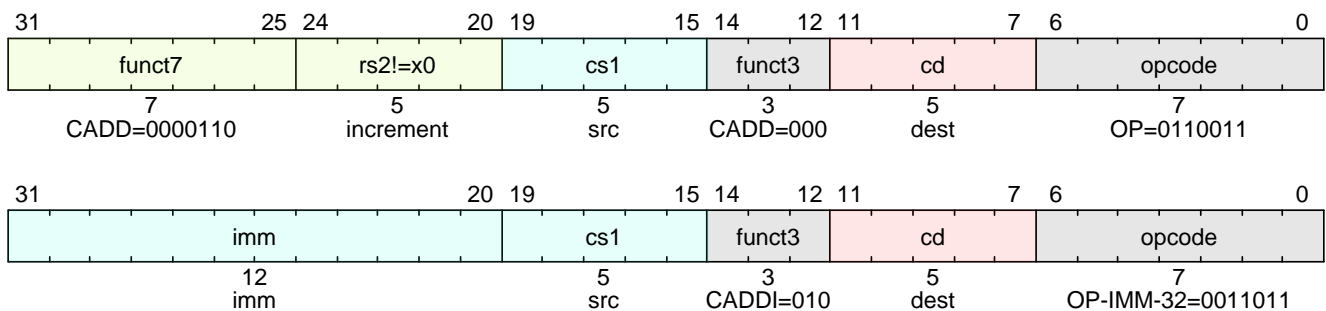 31 25 24 20 19 15 14 12 11 7 6 0
funct7 rs2!=x0 cs1 funct3 cd opcode
7 5 5 3 5 7
CADD=0000110 increment src CADD=000 dest OP=0110011
31 20 19 15 14 12 11 7 6 0
imm cs1 funct3 cd opcode
12 5 3 5 7
imm src CADDI=010 dest OP-IMM-32=0011011